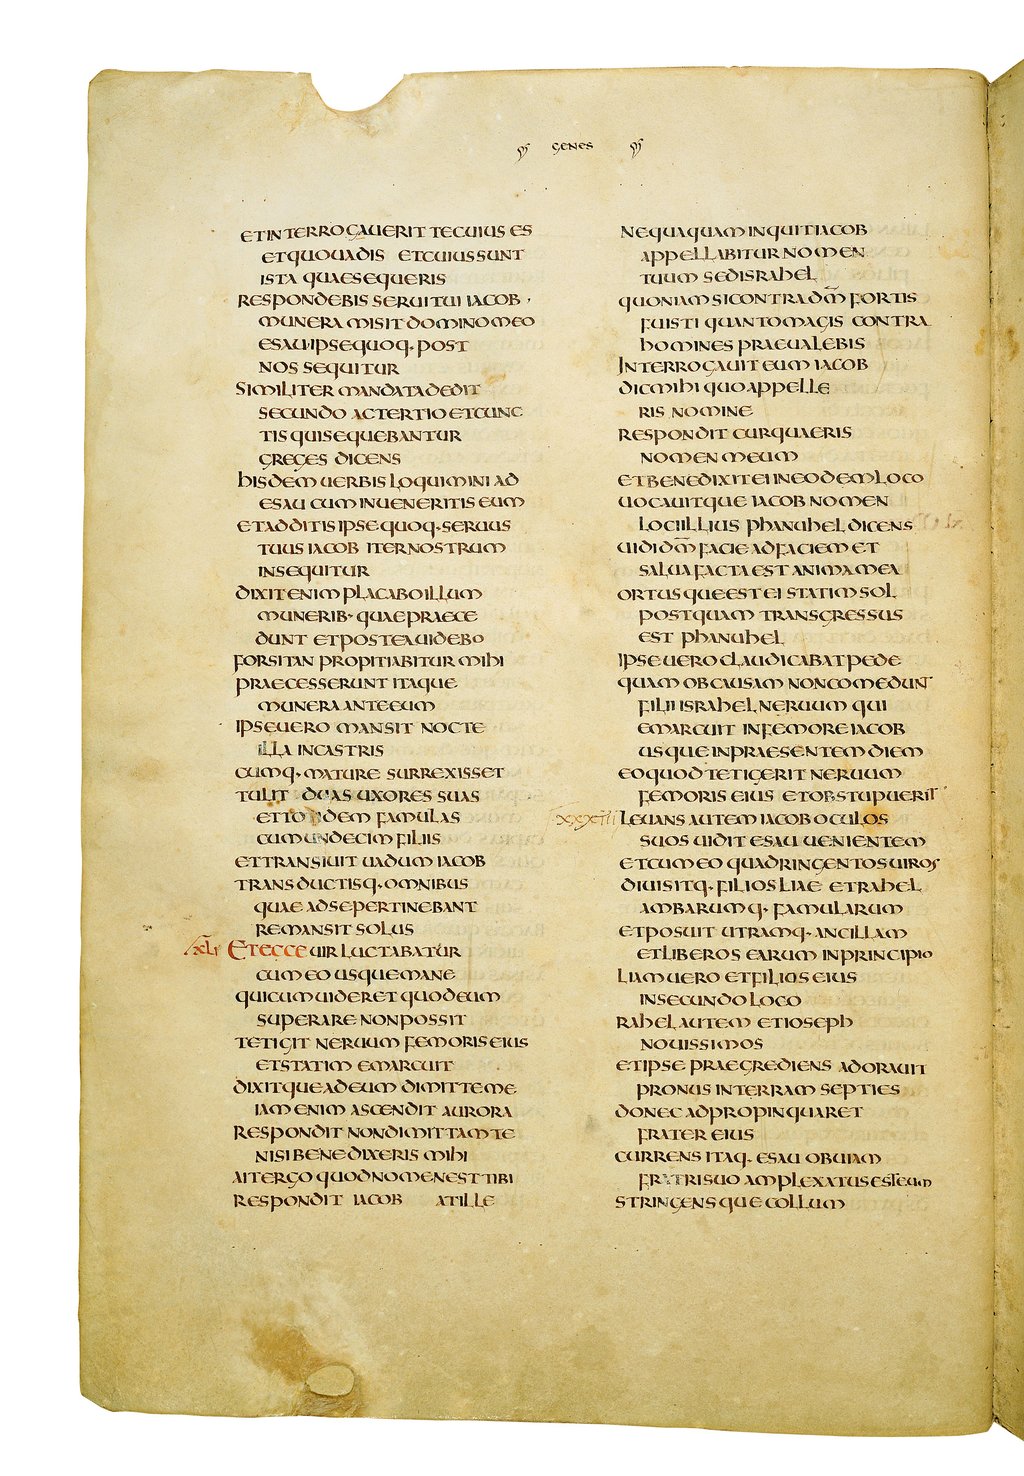 GENES
ET INTERROGAUERIT TE CUIUS ES
ET QUO UADIS ET CUIUS SUNT
ISTA QUAE SEQUERIS
RESPONDEBIS SERUI TUI IACOB ·
MUNERA MISIT DOMINO MEO
ESAU IPSE QUOQ· POST
NOS SEQUITUR
SIMILITER MANDATA DEDIT
SECUNDO AC TERTIO ET CUNC
TIS QUI SEQUEBANTUR
GREGES DICENS
HISDEM UERBIS LOQUIMINI AD
ESAU CUM INUENERITIS EUM
ET ADDITIS IPSE QUOQ· SERUUS
TUUS IACOB ITER NOSTRUM
INSEQUITUR
DIXIT ENIM PLACABO ILLUM
MUNERIB· QUAE PRAECE
DUNT ET POSTEA UIDEBO
FORSITAN PROPITIABITUR MIHI
PRAECESSERUNT ITAQUE
MUNERA ANTE EUM
IPSE UERO MANSIT NOCTE
ILLA IN CASTRIS
CUMQ· MATURE SURREXISSET
TULIT DUAS UXORES SUAS
ET TOTIDEM FAMULAS
CUM UNDECIM FILIIS
ET TRANSIUIT UADUM IACOB
TRANSDUCTISQ· OMNIBUS
QUAE AD SE PERTINEBANT
REMANSIT SOLUS
XLI ET ECCE UIR LUCTABATUR
CUM EO USQUE MANE
QUI CUM UIDERET QUOD EUM
SUPERARE NON POSSIT
TETIGIT NERUUM FEMORIS EIUS
ET STATIM EMARCUIT
DIXITQUE AD EUM DIMITTE ME
IAM ENIM ASCENDIT AURORA
RESPONDIT NON DIMITTAM TE
NISI BENEDIXERIS MIHI
AIT ERGO QUOD NOMEN EST TIBI
RESPONDIT IACOB AT ILLE
NEQUAQUAM INQUIT IACOB
APPELLABITUR NOMEN
TUUM SED ISRAHEL
QUONIAM SI CONTRA D̅M̅ FORTIS
FUISTI QUANTO MAGIS CONTRA
HOMINES PRAEUALEBIS
INTERROGAUIT EUM IACOB
DIC MIHI QUO APPELLE
RIS NOMINE
RESPONDIT CUR QUAERIS
NOMEN MEUM
ET BENEDIXIT EI IN EODEM LOCO
UOCAUITQUE IACOB NOMEN
LOCI ILLIUS PHANUHEL DICENS
UIDI D̅M̅ FACIE AD FACIEM ET
SALUA FACTA EST ANIMA MEA
ORTUSQUE EST EI STATIM SOL
POSTQUAM TRANSGRESSUS
EST PHANUHEL
IPSE UERO CLAUDICABAT PEDE
QUAM OB CAUSAM NON COMEDUNT
FILII ISRAHEL NERUUM QUI
EMARCUIT IN FEMORE IACOB
USQUE IN PRAESENTEM DIEM
EO QUOD TETIGERIT NERUUM
FEMORIS EIUS ET OBSTUPUERIT
XXXIII LEUANS AUTEM IACOB OCULOS
SUOS UIDIT ESAU UENIENTEM
ET CUM EO QUADRINGENTOS UIROS
DIUISITQ· FILIOS LIAE ET RAHEL
AMBARUMQ· FAMULARUM
ET POSUIT UTRAMQ· ANCILLAM
ET LIBEROS EARUM IN PRINCIPIO
LIAM UERO ET FILIOS EIUS
IN SECUNDO LOCO
RAHEL AUTEM ET IOSEPH
NOUISSIMOS
ET IPSE PRAEGREDIENS ADORAUIT
PRONUS IN TERRAM SEPTIES
DONEC ADPROPINQUARET
FRATER EIUS
CURRENS ITAQ· ESAU OBUIAM
FRATRI SUO AMPLEXATUS EST EUM
STRINGENSQUE COLLUM